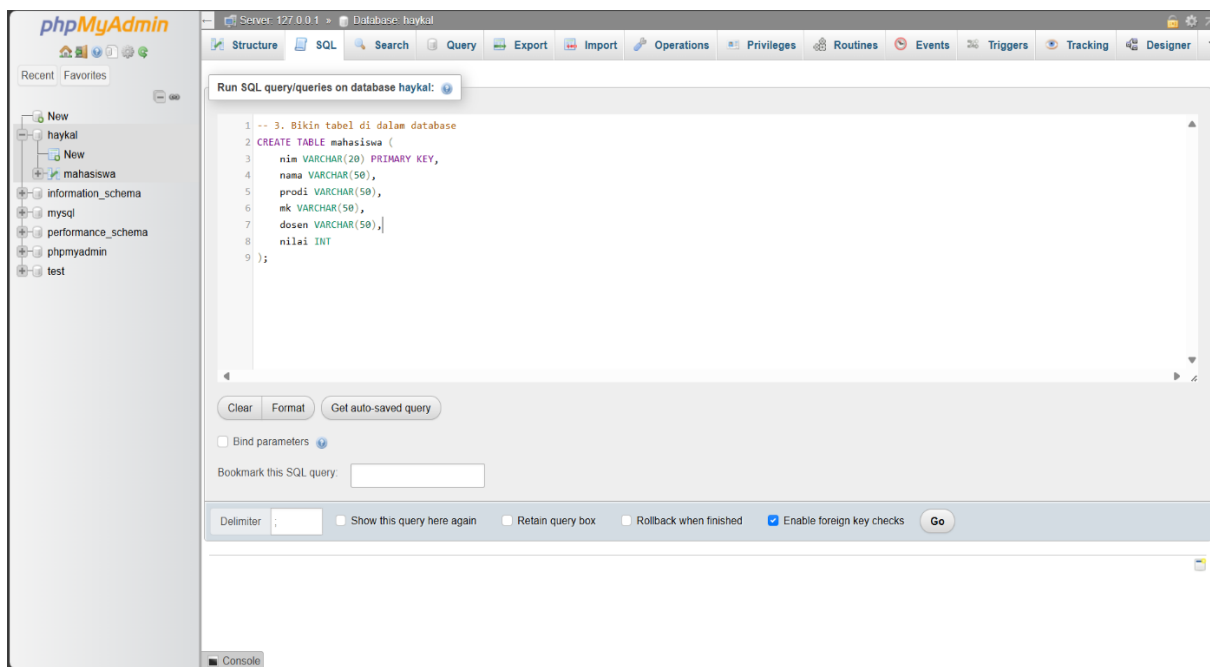 phpMyAdmin
Recent Favorites
New
haykal
New
mahasiswa
information_schema
mysql
performance_schema
phpmyadmin
test
Server: 127.0.0.1 » Database: haykal
Structure SQL Search Query Export Import Operations Privileges Routines Events Triggers Tracking Designer
Run SQL query/queries on database haykal:
1 -- 3. Bikin tabel di dalam database
2 CREATE TABLE mahasiswa (
3 nim VARCHAR(20) PRIMARY KEY,
4 nama VARCHAR(50),
5 prodi VARCHAR(50),
6 mk VARCHAR(50),
7 dosen VARCHAR(50),
8 nilai INT
9 );
Clear Format Get auto-saved query
Bind parameters
Bookmark this SQL query:
Delimiter ; Show this query here again Retain query box Rollback when finished Enable foreign key checks Go
Console